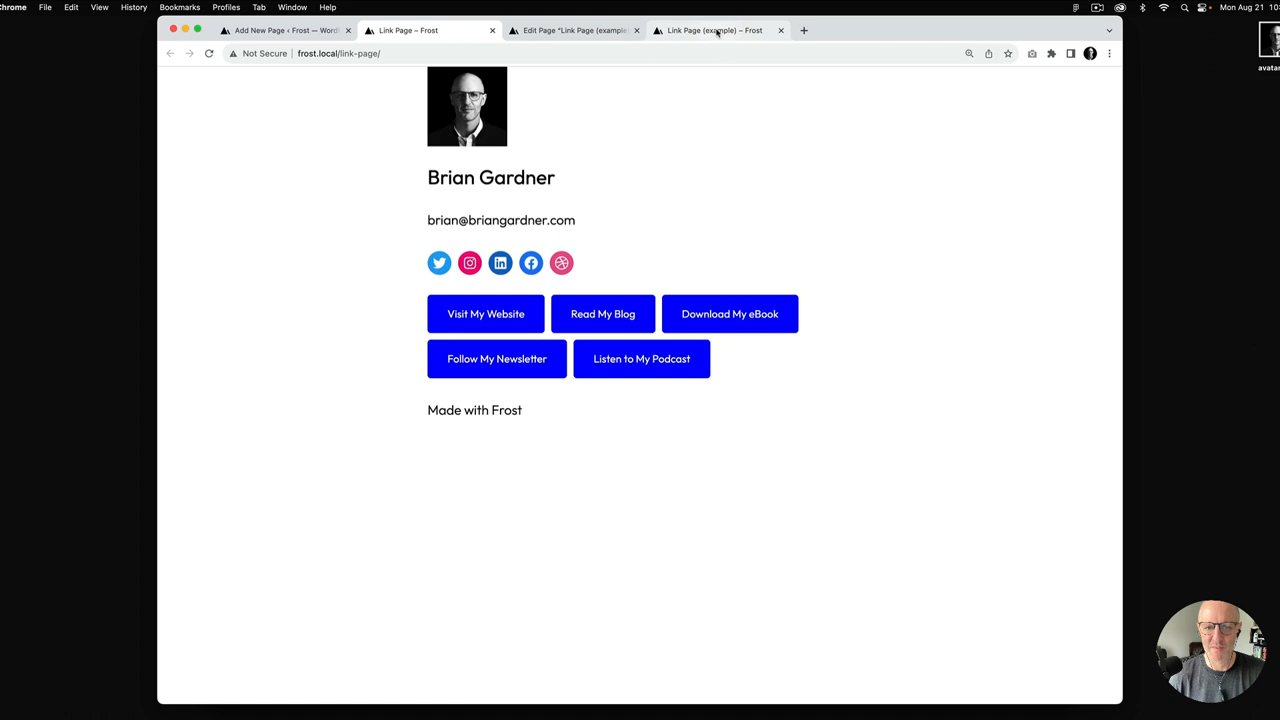 Chrome File Edit View History Bookmarks Profiles Tab Window Help
Mon Aug 21
Add New Page ‹ Frost — Word
Link Page – Frost
Edit Page "Link Page (example
Link Page (example) – Frost
Not Secure frost.local/link-page/
Brian Gardner
brian@briangardner.com
Visit My Website
Read My Blog
Download My eBook
Follow My Newsletter
Listen to My Podcast
Made with Frost